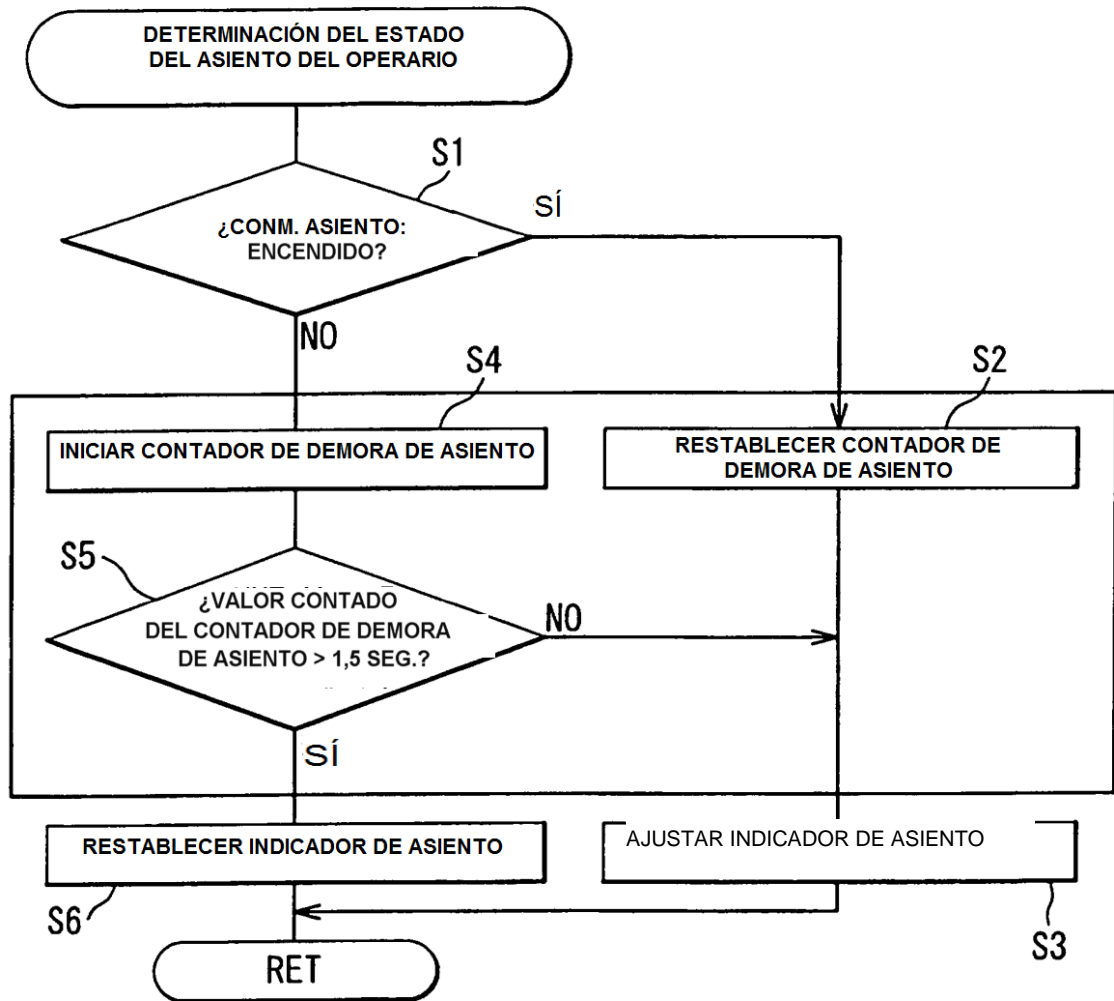 DETERMINACIÓN DEL ESTADO
DEL ASIENTO DEL OPERARIO
S1
SÍ
¿CONM. ASIENTO:
ENCENDIDO?
NO
S4
S2
INICIAR CONTADOR DE DEMORA DE ASIENTO
RESTABLECER CONTADOR DE
DEMORA DE ASIENTO
S5
¿VALOR CONTADO
DEL CONTADOR DE DEMORA
DE ASIENTO > 1,5 SEG.?
NO
SÍ
RESTABLECER INDICADOR DE ASIENTO
AJUSTAR INDICADOR DE ASIENTO
S6
S3
RET